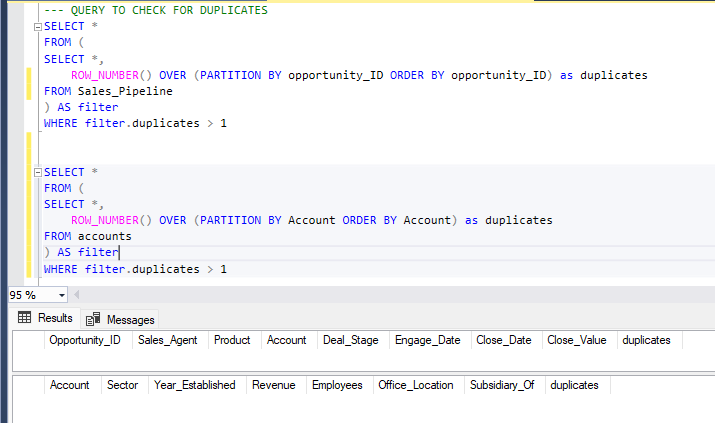 --- QUERY TO CHECK FOR DUPLICATES
SELECT *
FROM (
SELECT *,
ROW_NUMBER() OVER (PARTITION BY opportunity_ID ORDER BY opportunity_ID) as duplicates
FROM Sales_Pipeline
) AS filter
WHERE filter.duplicates > 1
SELECT *
FROM (
SELECT *,
ROW_NUMBER() OVER (PARTITION BY Account ORDER BY Account) as duplicates
FROM accounts
) AS filter
WHERE filter.duplicates > 1
95 %
Results Messages
Opportunity_ID Sales_Agent Product Account Deal_Stage Engage_Date Close_Date Close_Value duplicates
Account Sector Year_Established Revenue Employees Office_Location Subsidiary_Of duplicates